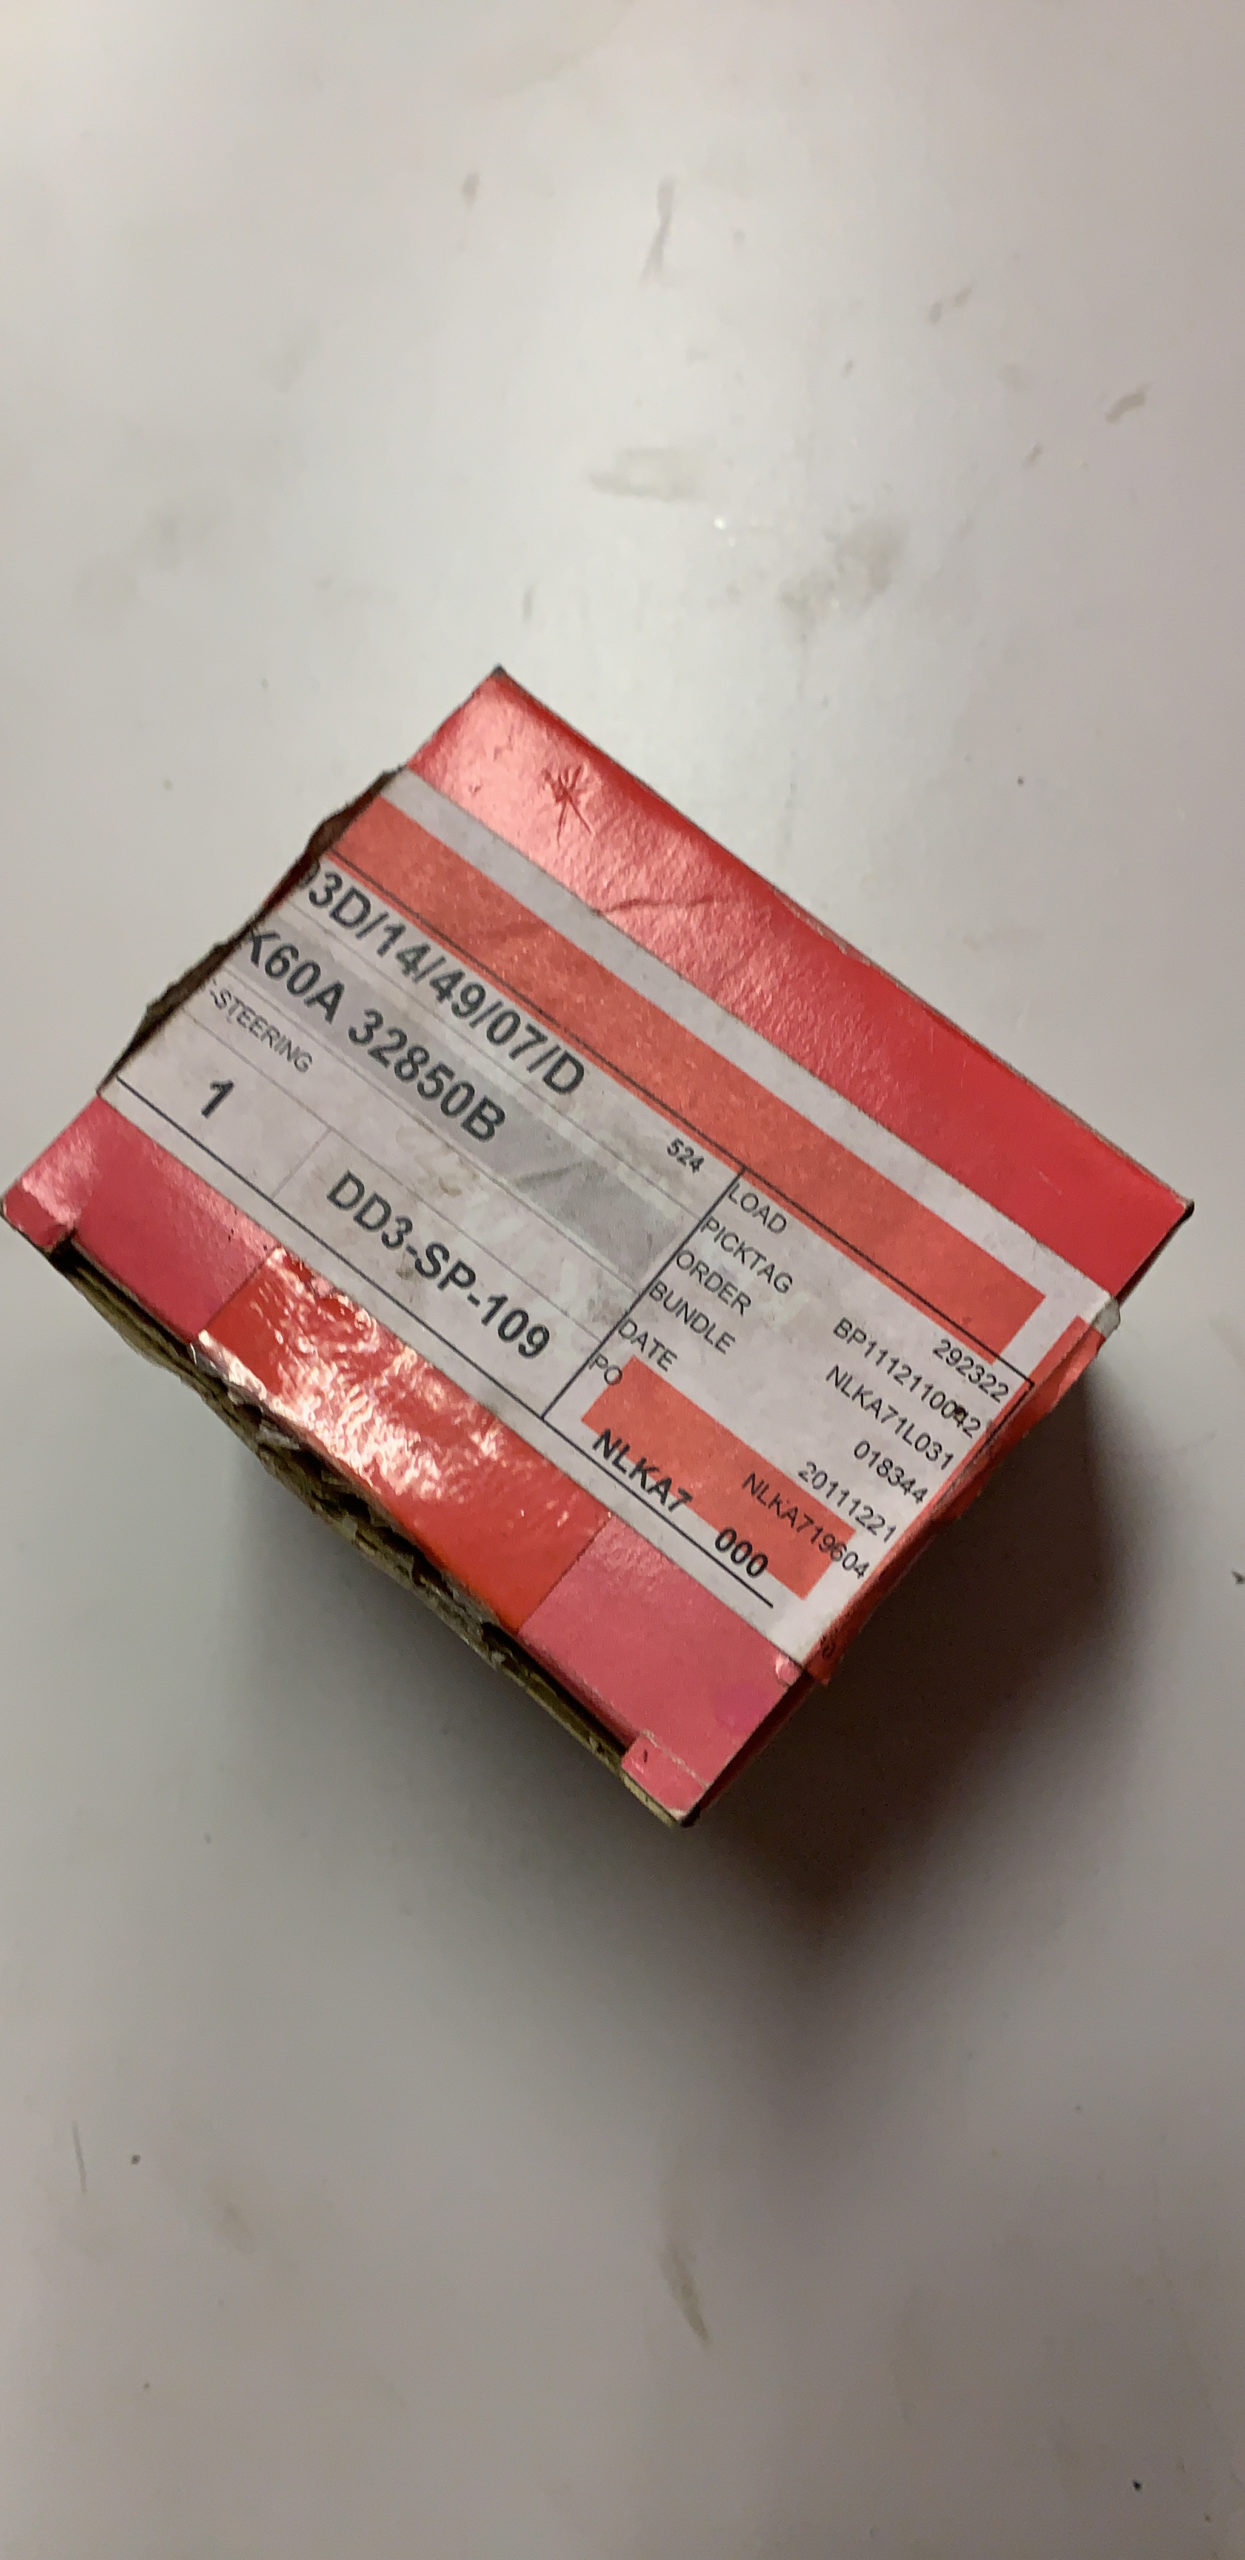 3D/14/49/07/D
524
K60A 32850B
-STEERING
1
DD3-SP-109
LOAD 292322
PICKTAG BP1112110042
ORDER NLKA71L031
BUNDLE 018344
DATE 20111221
PO NLKA719604
NLKA7 000